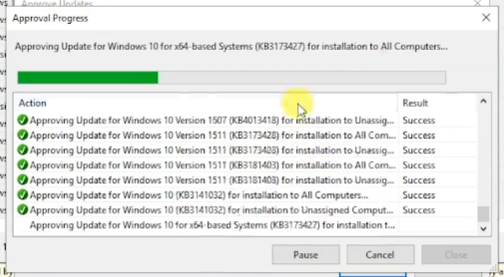 Approve Updates
Approval Progress
Approving Update for Windows 10 for x64-based Systems (KB3173427) for installation to All Computers...
Action Result
Approving Update for Windows 10 Version 1607 (KB4013418) for installation to Unassig... Success
Approving Update for Windows 10 Version 1511 (KB3173428) for installation to All Com... Success
Approving Update for Windows 10 Version 1511 (KB3173428) for installation to Unassig... Success
Approving Update for Windows 10 Version 1511 (KB3181403) for installation to All Com... Success
Approving Update for Windows 10 Version 1511 (KB3181403) for installation to Unassig... Success
Approving Update for Windows 10 (KB3141032) for installation to All Computers... Success
Approving Update for Windows 10 (KB3141032) for installation to Unassigned Comput... Success
Approving Update for Windows 10 for x64-based Systems (KB3173427) for installation t...
Pause Cancel Close